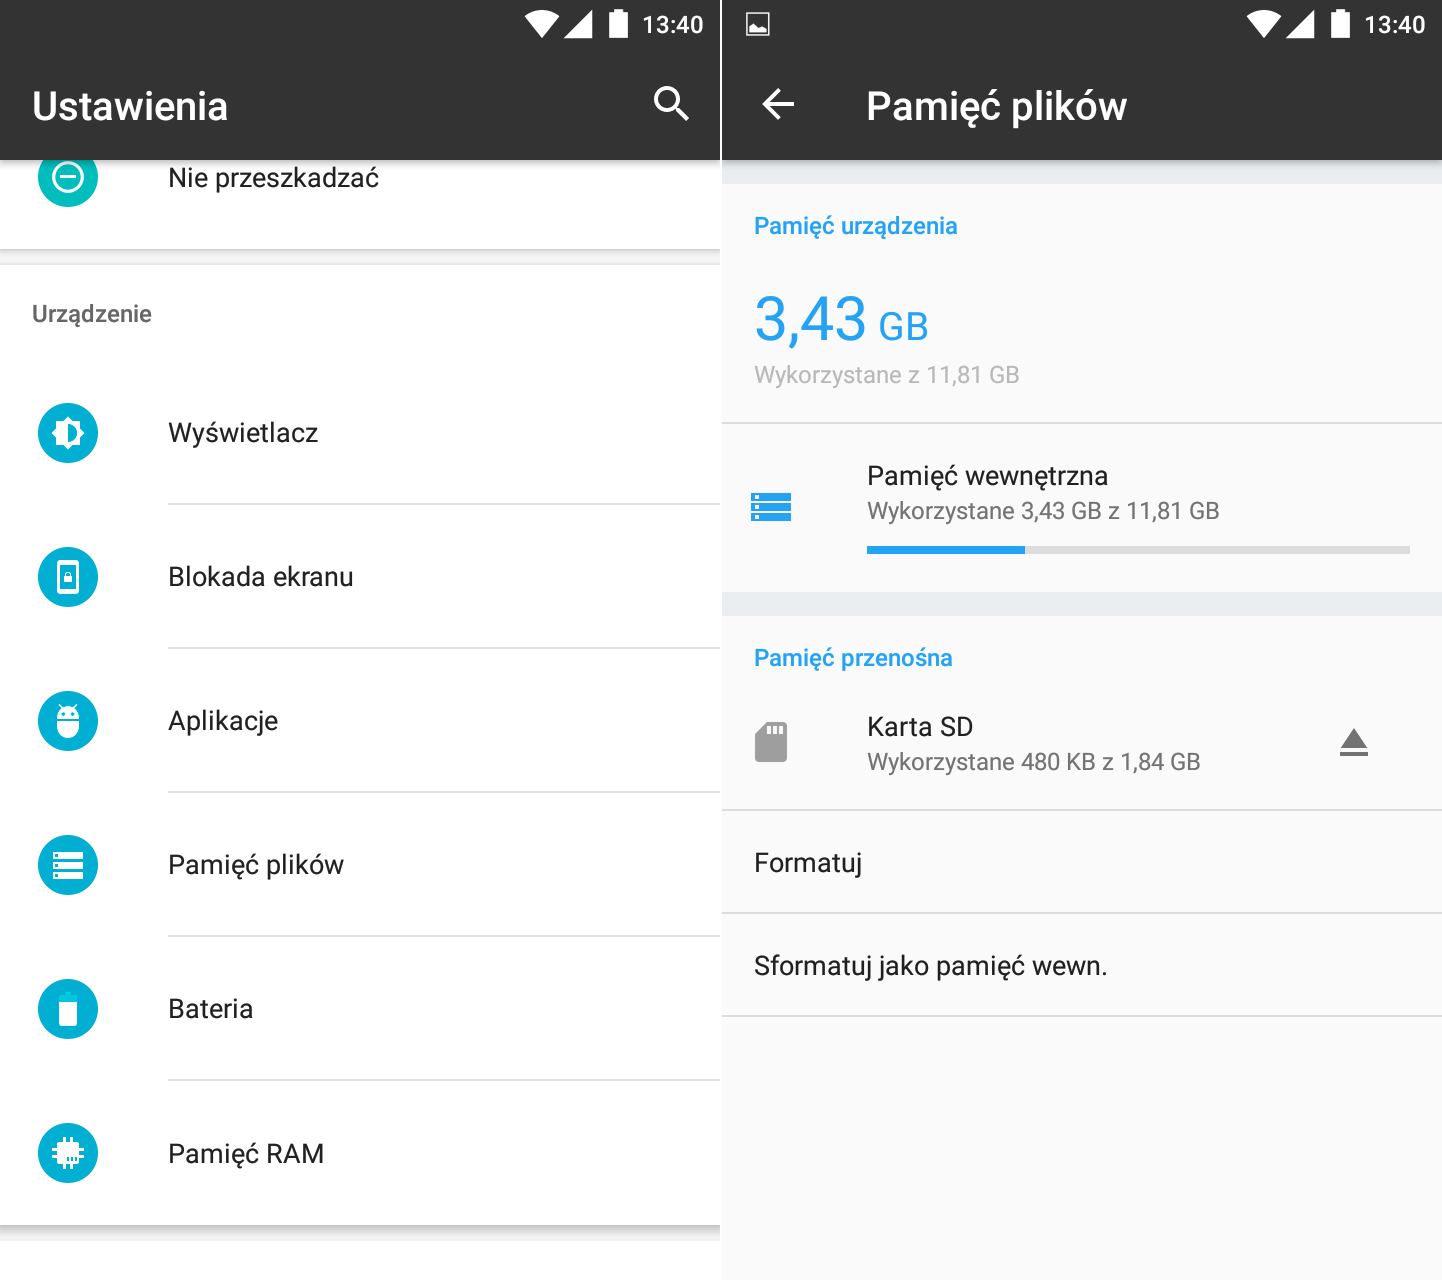 13:40
Ustawienia
Nie przeszkadzać
Urządzenie
Wyświetlacz
Blokada ekranu
Aplikacje
Pamięć plików
Bateria
Pamięć RAM
13:40
Pamięć plików
Pamięć urządzenia
3,43 GB
Wykorzystane z 11,81 GB
Pamięć wewnętrzna
Wykorzystane 3,43 GB z 11,81 GB
Pamięć przenośna
Karta SD
Wykorzystane 480 KB z 1,84 GB
Formatuj
Sformatuj jako pamięć wewn.